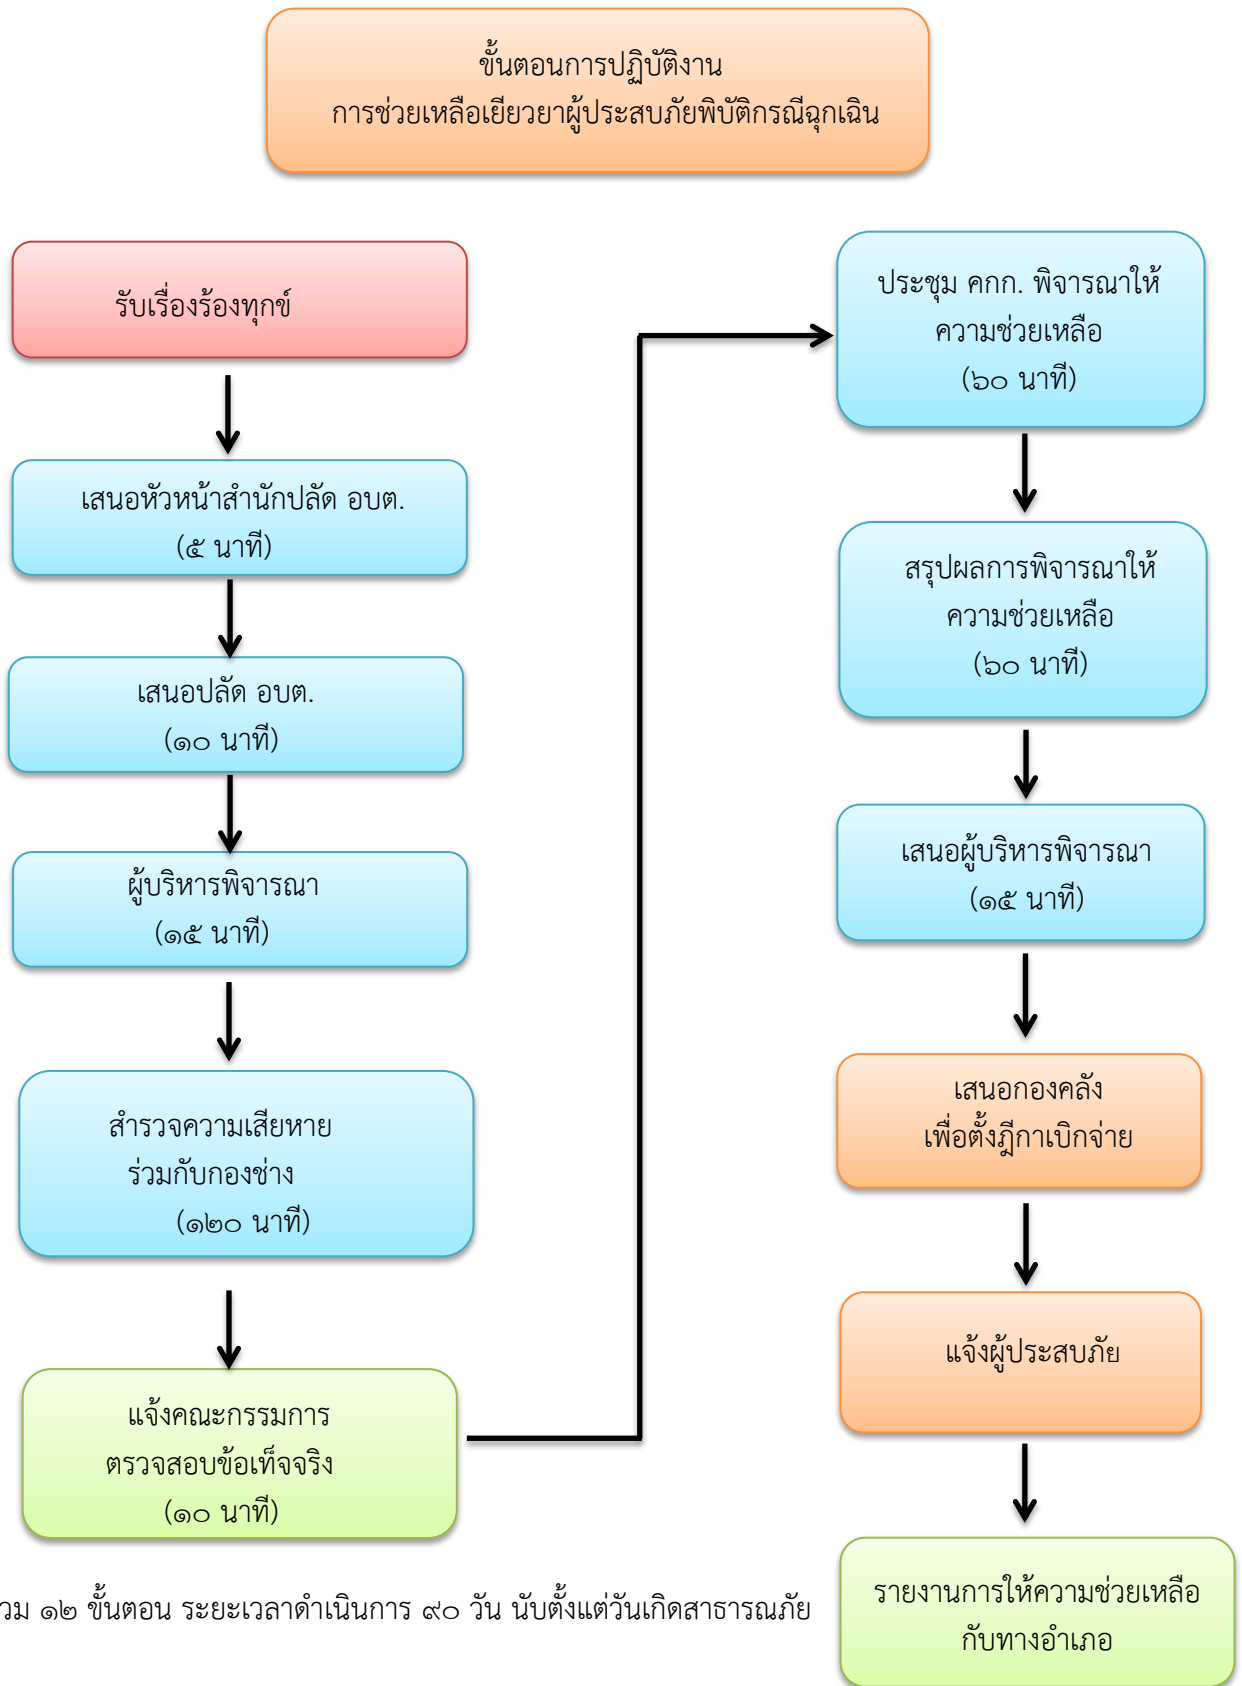 ขั้นตอนการปฏิบัติงาน
การช่วยเหลือเยียวยาผู้ประสบภัยพิบัติกรณีฉุกเฉิน
รับเรื่องร้องทุกข์
เสนอหัวหน้าสำนักปลัด อบต.
(๕ นาที)
เสนอปลัด อบต.
(๑๐ นาที)
ผู้บริหารพิจารณา
(๑๕ นาที)
สำรวจความเสียหาย
ร่วมกับกองช่าง
(๑๒๐ นาที)
แจ้งคณะกรรมการ
ตรวจสอบข้อเท็จจริง
(๑๐ นาที)
ประชุม คกก. พิจารณาให้
ความช่วยเหลือ
(๖๐ นาที)
สรุปผลการพิจารณาให้
ความช่วยเหลือ
(๖๐ นาที)
เสนอผู้บริหารพิจารณา
(๑๕ นาที)
เสนอกองคลัง
เพื่อตั้งฎีกาเบิกจ่าย
แจ้งผู้ประสบภัย
รายงานการให้ความช่วยเหลือ
กับทางอำเภอ
วม ๑๒ ขั้นตอน ระยะเวลาดำเนินการ ๙๐ วัน นับตั้งแต่วันเกิดสาธารณภัย